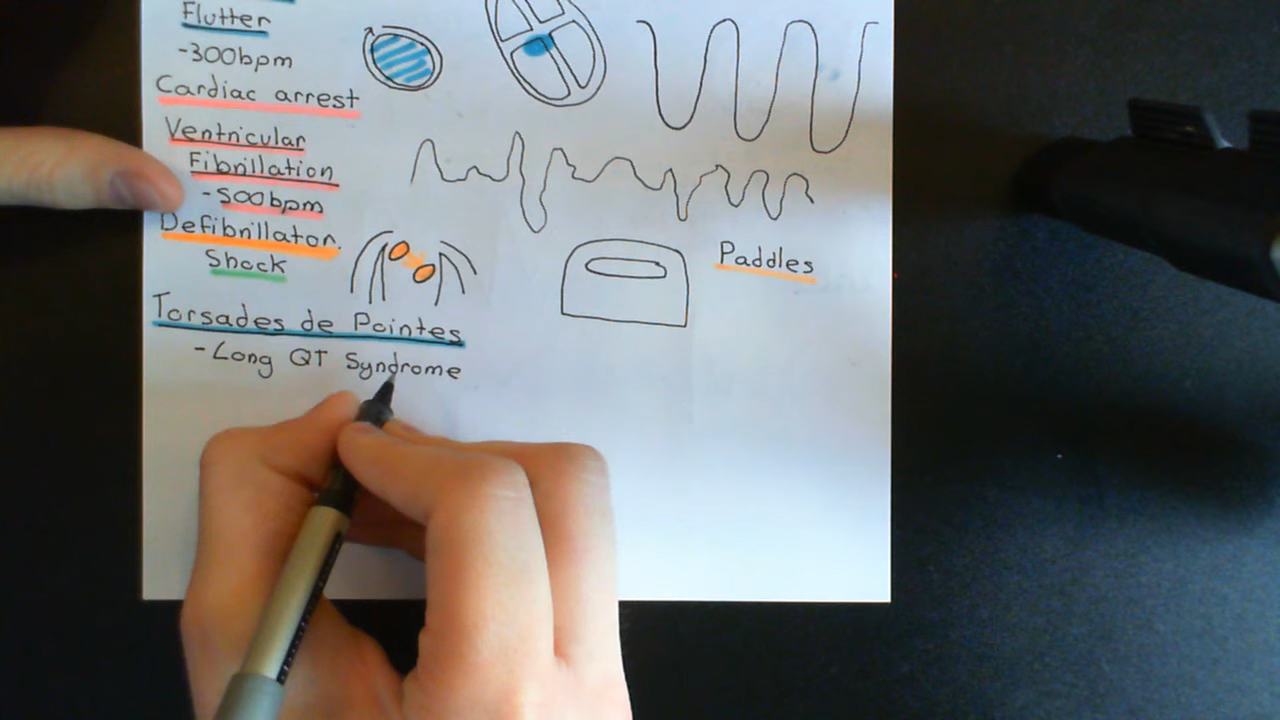 Flutter
-300bpm
Cardiac arrest
Ventricular
Fibrillation
-500bpm
Defibrillator.
Shock
Paddles
Torsades de Pointes
-Long QT Syndrome